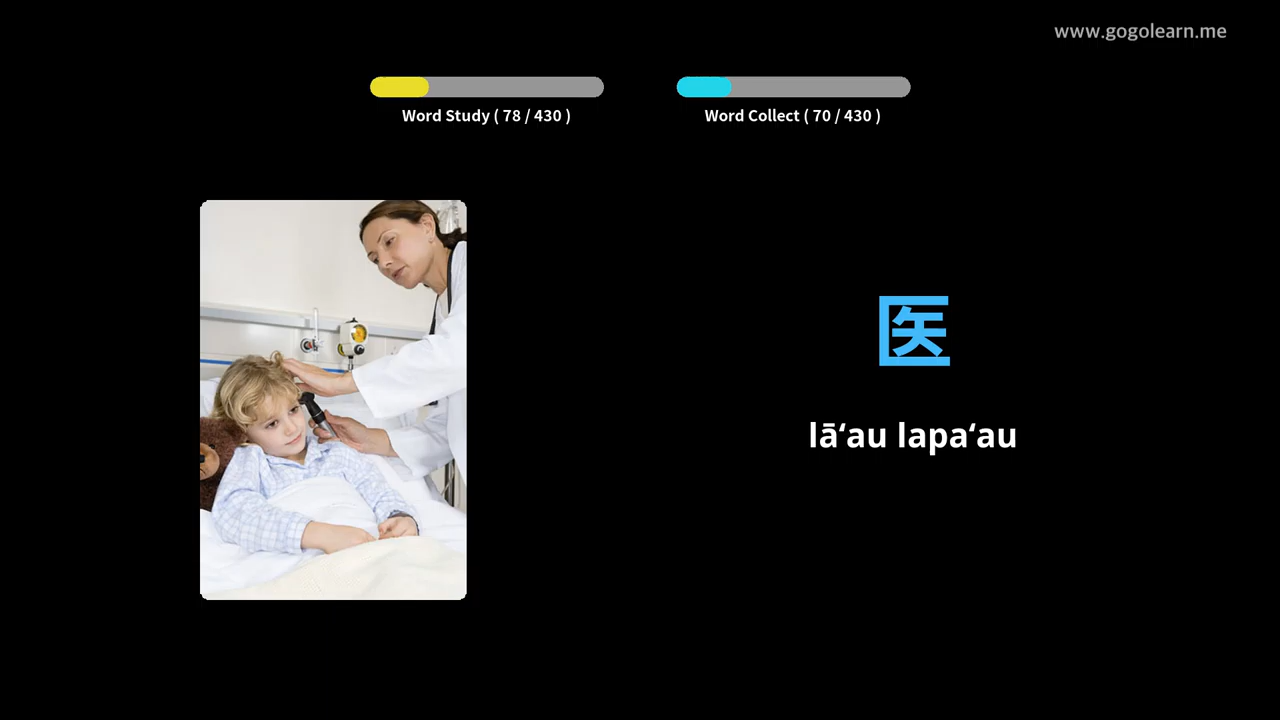 www.gogolearn.me
Word Study ( 78 / 430 )
Word Collect ( 70 / 430 )
医
lāʻau lapaʻau